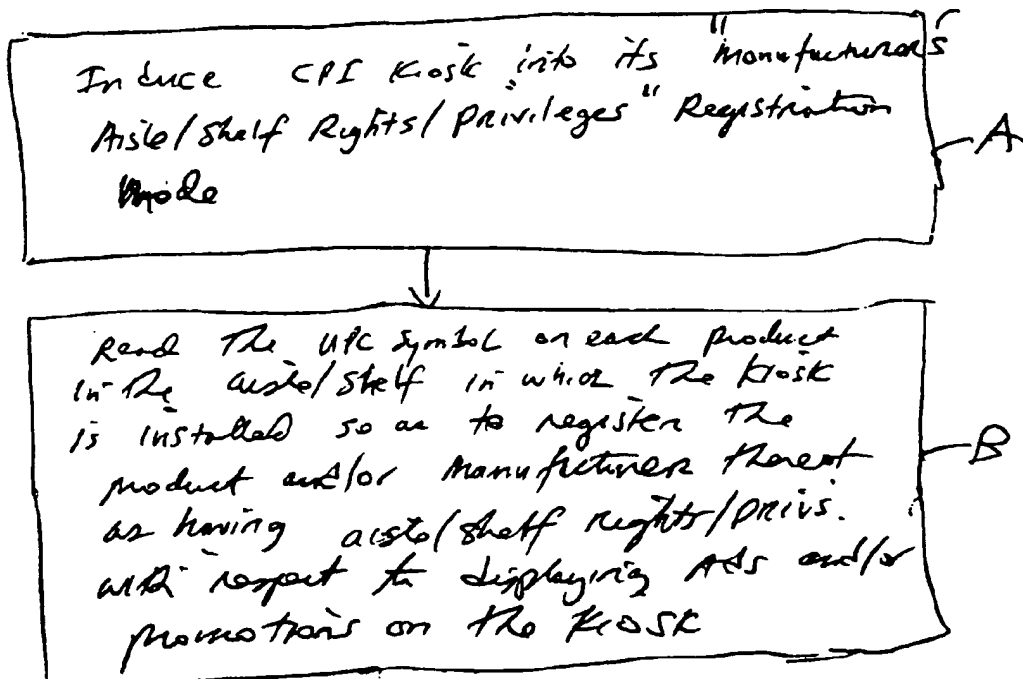 Induce CPI Kiosk into its "Manufacturers'
Aisle/Shelf Rights/Privileges" Registration
Mode
A
Read the UPC symbol on each product
in the aisle/shelf in which the kiosk
is installed so as to register the
product and/or manufacturer thereof
as having aisle/shelf rights/privs.
with respect to displaying Ads and/or
promotions on the Kiosk
B